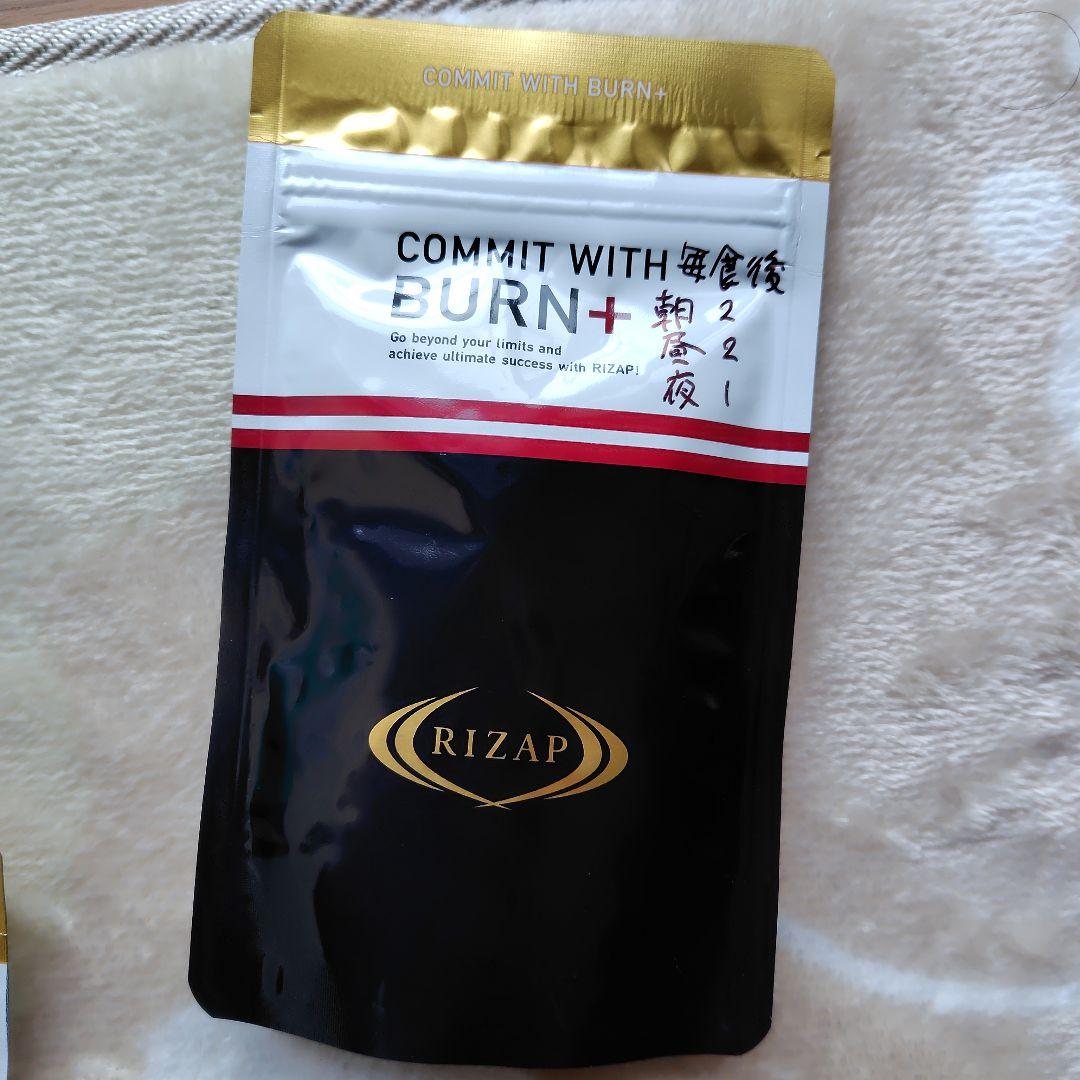 COMMIT WITH BURN+
COMMIT WITH 毎食後
BURN+ 朝 2
Go beyond your limits and 昼 2
achieve ultimate success with RIZAP!
夜 1
RIZAP